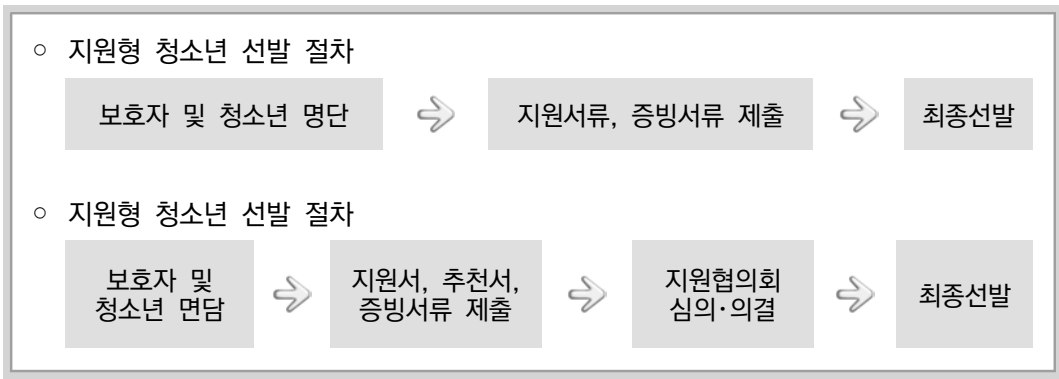 ○ 지원형 청소년 선발 절차
보호자 및 청소년 명단
지원서류, 증빙서류 제출
최종선발
○ 지원형 청소년 선발 절차
보호자 및
청소년 면담
지원서, 추천서,
증빙서류 제출
지원협의회
심의·의결
최종선발